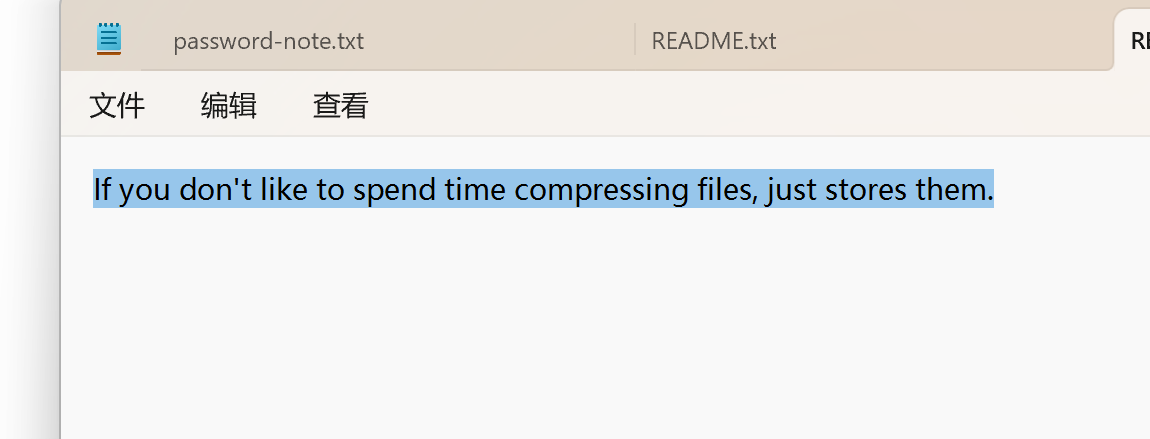 password-note.txt README.txt
文件 编辑 查看
If you don't like to spend time compressing files, just stores them.